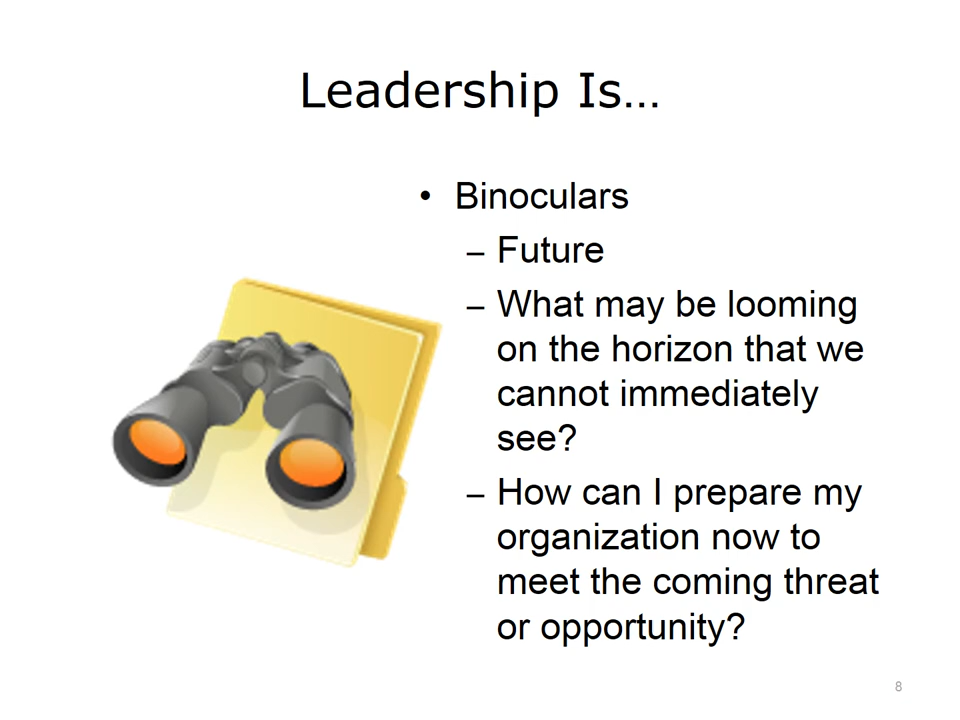 Leadership Is…
• Binoculars
– Future
– What may be looming
on the horizon that we
cannot immediately
see?
– How can I prepare my
organization now to
meet the coming threat
or opportunity?
8